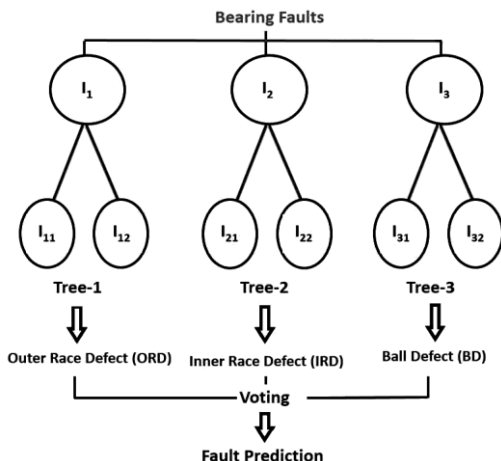 Bearing Faults
I₁ I₂ I₃
I₁₁ I₁₂ I₂₁ I₂₂ I₃₁ I₃₂
Tree-1 Tree-2 Tree-3
Outer Race Defect (ORD) Inner Race Defect (IRD) Ball Defect (BD)
Voting
Fault Prediction